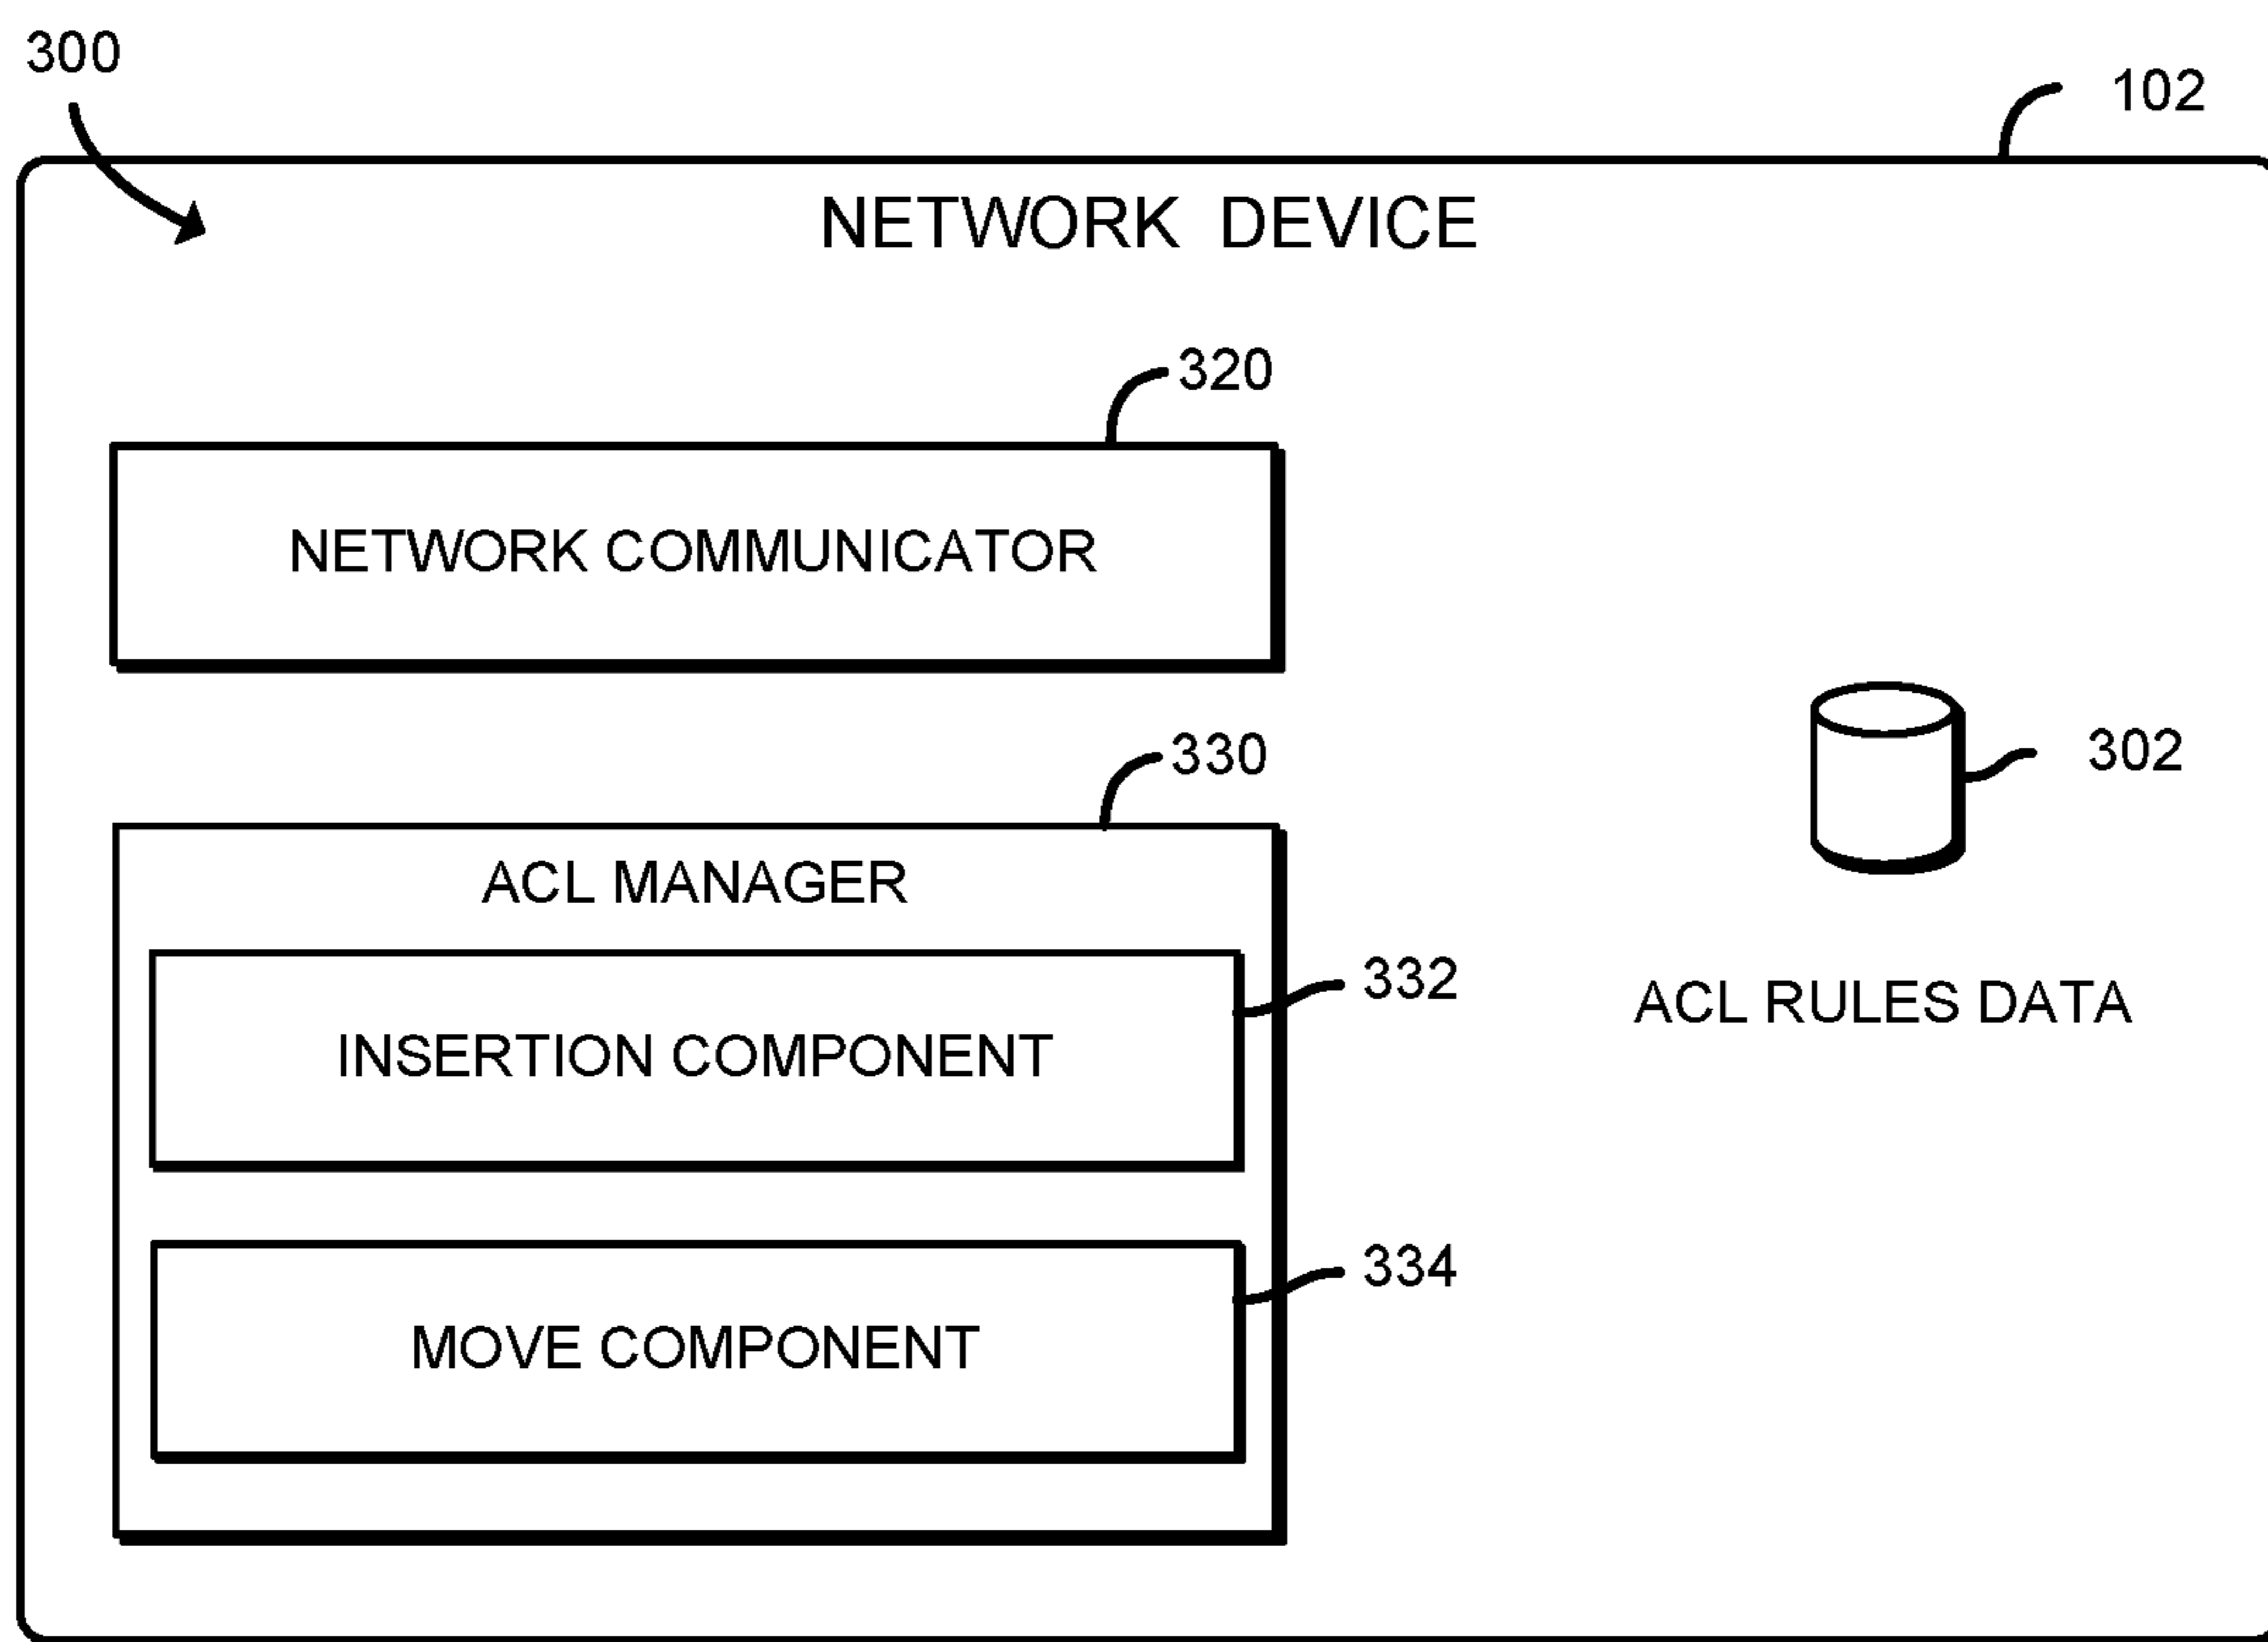 300
102
NETWORK DEVICE
320
NETWORK COMMUNICATOR
330
302
ACL MANAGER
332
ACL RULES DATA
INSERTION COMPONENT
334
MOVE COMPONENT